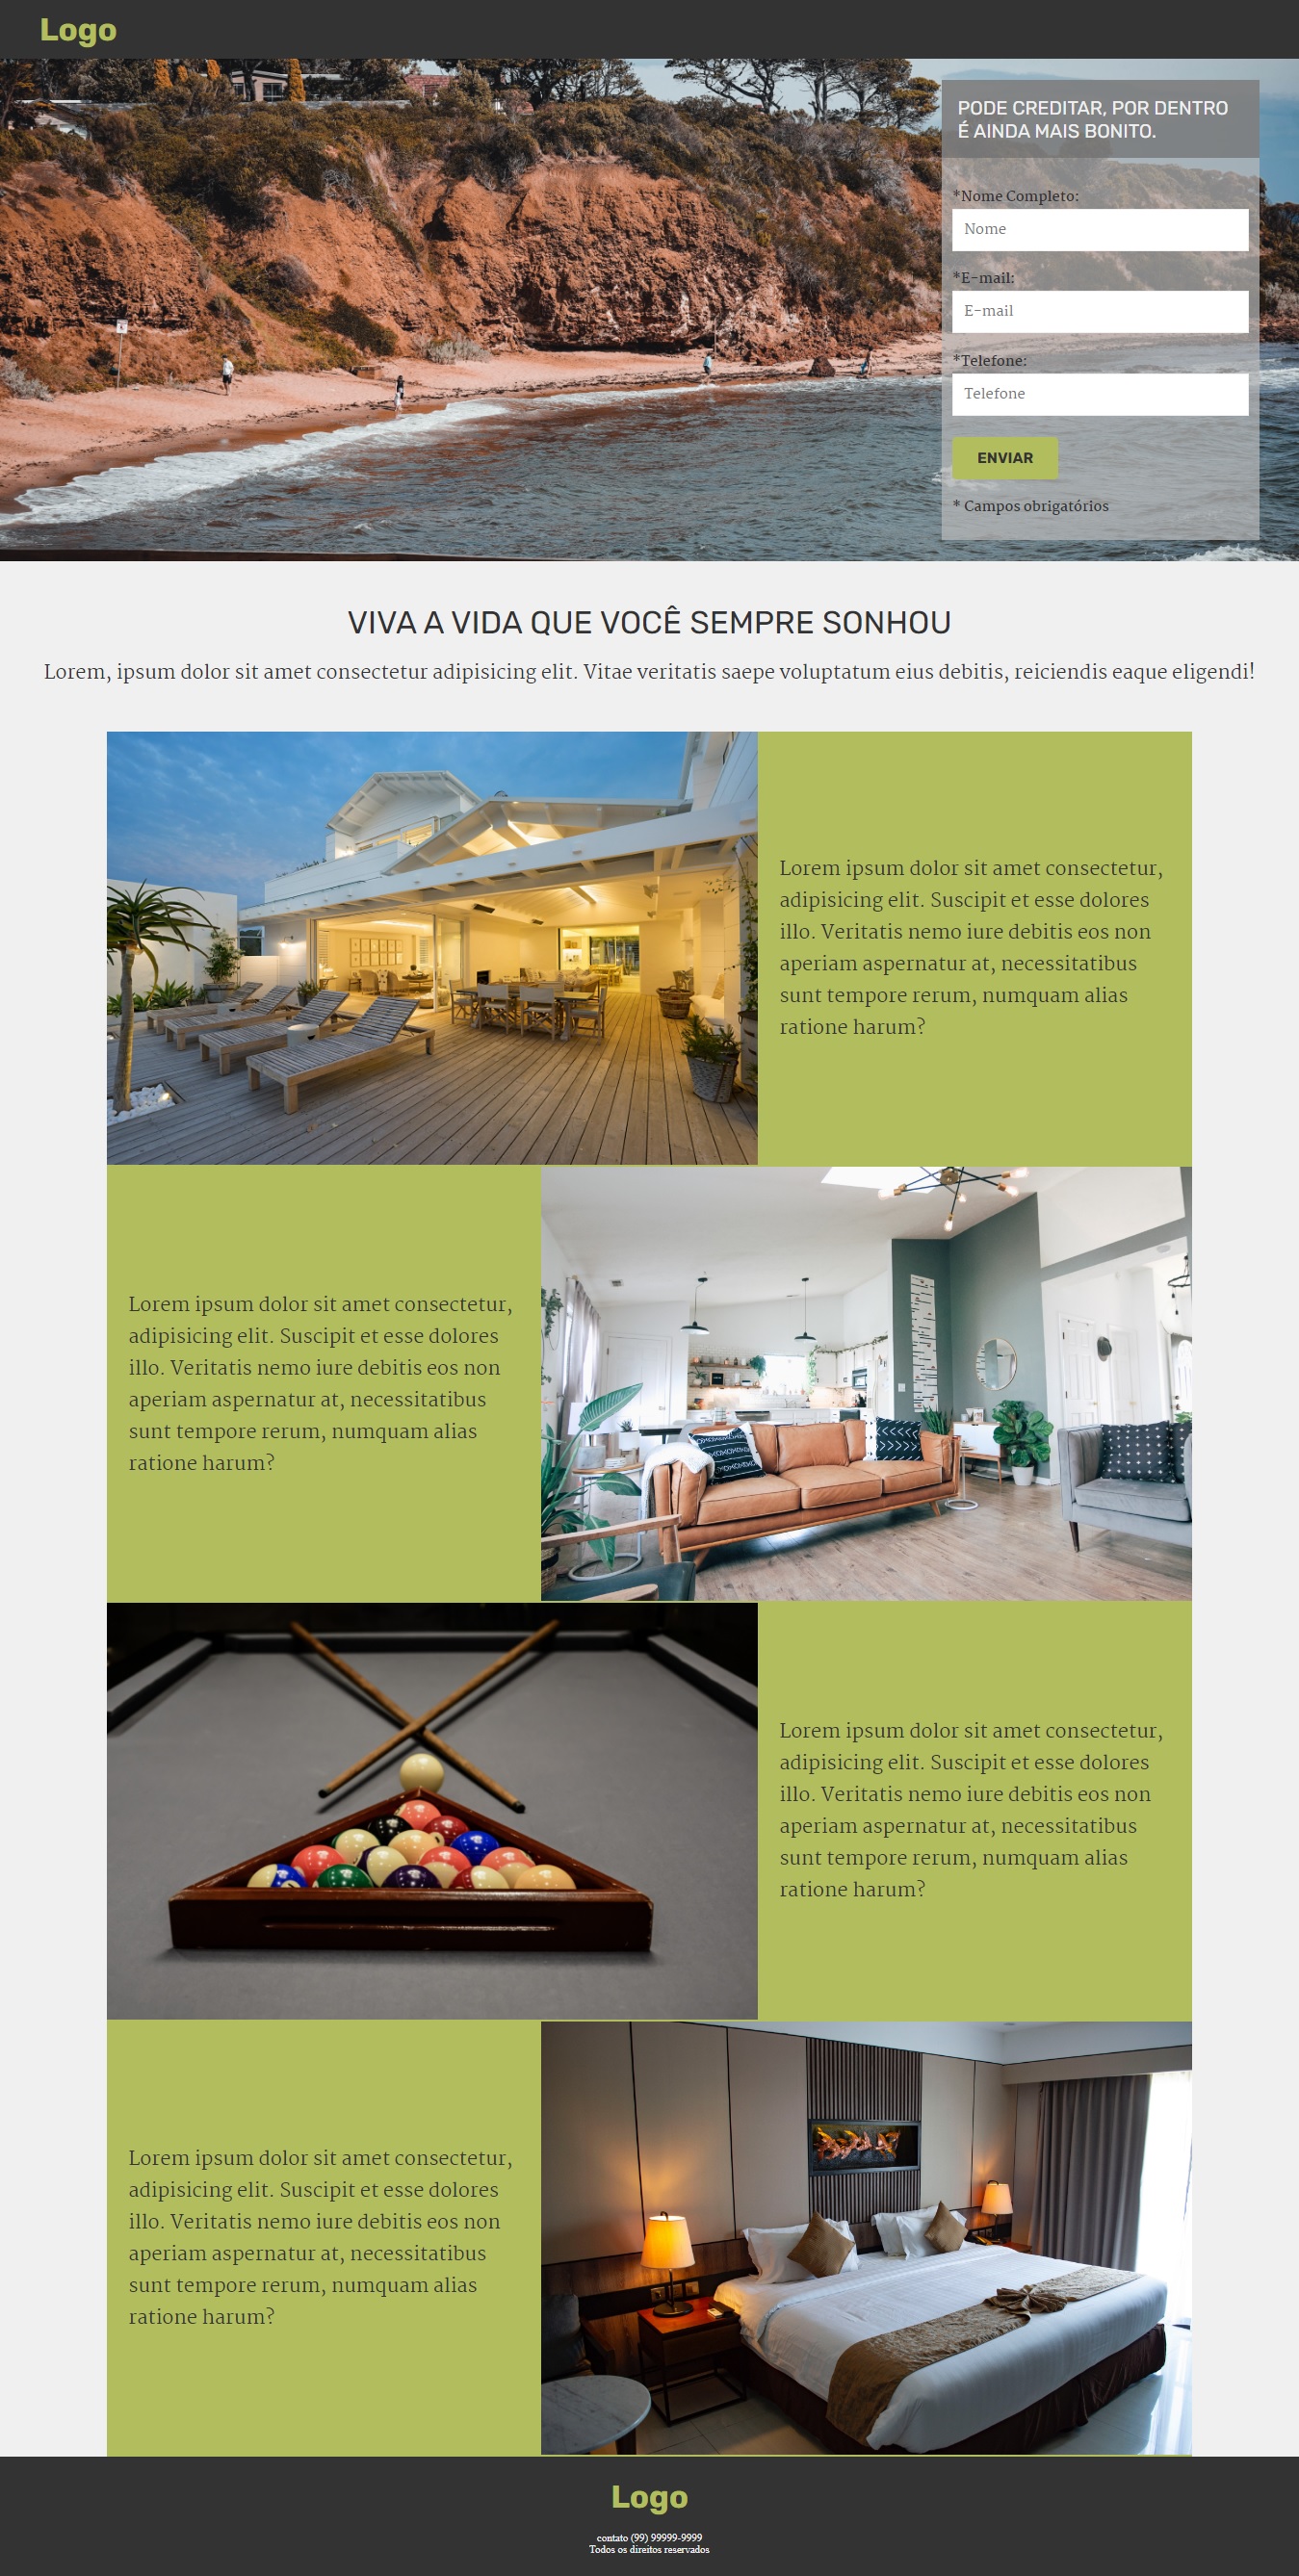 Logo
PODE CREDITAR, POR DENTRO
É AINDA MAIS BONITO.
*Nome Completo:
Nome
*E-mail:
E-mail
*Telefone:
Telefone
ENVIAR
* Campos obrigatórios
VIVA A VIDA QUE VOCÊ SEMPRE SONHOU
Lorem, ipsum dolor sit amet consectetur adipisicing elit. Vitae veritatis saepe voluptatum eius debitis, reiciendis eaque eligendi!
Lorem ipsum dolor sit amet consectetur,
adipisicing elit. Suscipit et esse dolores
illo. Veritatis nemo iure debitis eos non
aperiam aspernatur at, necessitatibus
sunt tempore rerum, numquam alias
ratione harum?
Lorem ipsum dolor sit amet consectetur,
adipisicing elit. Suscipit et esse dolores
illo. Veritatis nemo iure debitis eos non
aperiam aspernatur at, necessitatibus
sunt tempore rerum, numquam alias
ratione harum?
Lorem ipsum dolor sit amet consectetur,
adipisicing elit. Suscipit et esse dolores
illo. Veritatis nemo iure debitis eos non
aperiam aspernatur at, necessitatibus
sunt tempore rerum, numquam alias
ratione harum?
Lorem ipsum dolor sit amet consectetur,
adipisicing elit. Suscipit et esse dolores
illo. Veritatis nemo iure debitis eos non
aperiam aspernatur at, necessitatibus
sunt tempore rerum, numquam alias
ratione harum?
Logo
contato (99) 99999-9999
Todos os direitos reservados